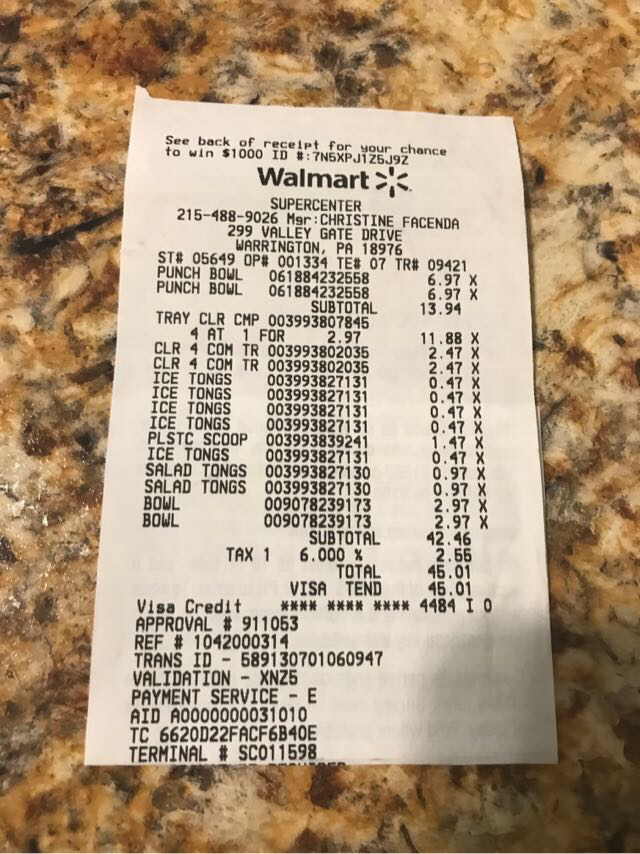 See back of receipt for your chance
to win $1000 ID #:7N5XPJ1Z5J9Z
Walmart
SUPERCENTER
215-488-9026 Mgr:CHRISTINE FACENDA
299 VALLEY GATE DRIVE
WARRINGTON, PA 18976
ST# 05649 OP# 001334 TE# 07 TR# 09421
PUNCH BOWL 061884232558 6.97 X
PUNCH BOWL 061884232558 6.97 X
SUBTOTAL 13.94
TRAY CLR CMP 003993807845
4 AT 1 FOR 2.97 11.88 X
CLR 4 COM TR 003993802035 2.47 X
CLR 4 COM TR 003993802035 2.47 X
ICE TONGS 003993827131 0.47 X
ICE TONGS 003993827131 0.47 X
ICE TONGS 003993827131 0.47 X
ICE TONGS 003993827131 0.47 X
PLSTC SCOOP 003993839241 1.47 X
ICE TONGS 003993827131 0.47 X
SALAD TONGS 003993827130 0.97 X
SALAD TONGS 003993827130 0.97 X
BOWL 009078239173 2.97 X
BOWL 009078239173 2.97 X
SUBTOTAL 42.46
TAX 1 6.000 % 2.55
TOTAL 45.01
VISA TEND 45.01
Visa Credit **** **** **** 4484 I 0
APPROVAL # 911053
REF # 1042000314
TRANS ID - 589130701060947
VALIDATION - XNZ5
PAYMENT SERVICE - E
AID A0000000031010
TC 6620D22FACF6B40E
TERMINAL # SC011598